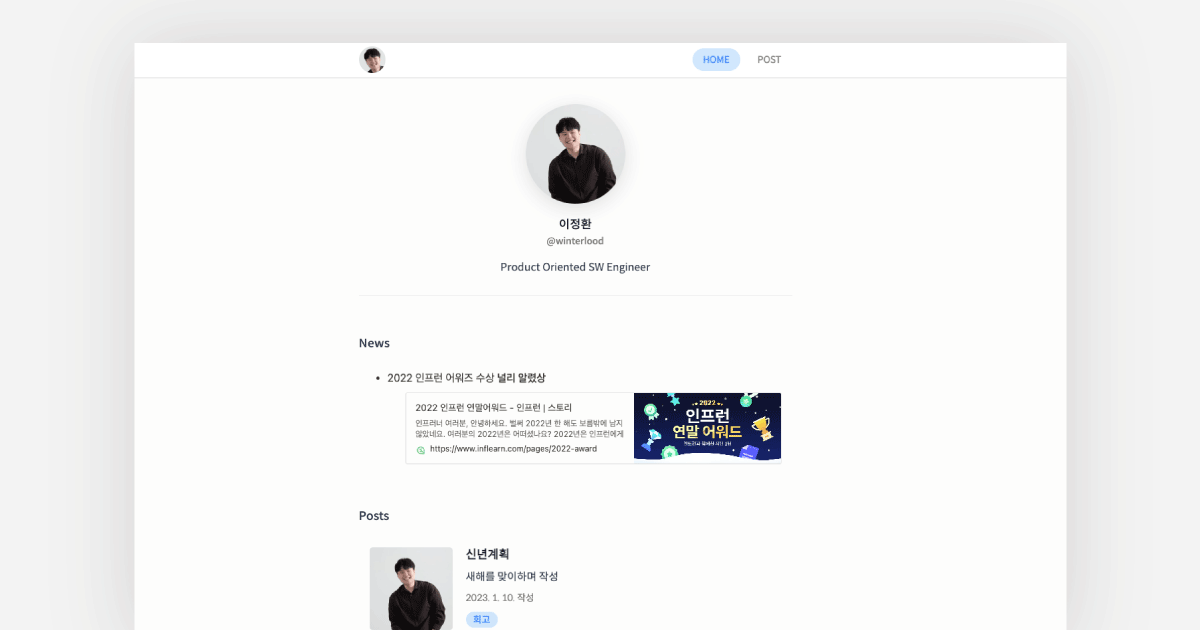 HOME POST
이정환
@winterlood
Product Oriented SW Engineer
News
• 2022 인프런 어워즈 수상 널리 알렸상
2022 인프런 연말어워드 - 인프런 | 스토리
인프러너 여러분, 안녕하세요. 벌써 2022년 한 해도 보름밖에 남지
않았네요. 여러분의 2022년은 어떠셨나요? 2022년은 인프런에게
https://www.inflearn.com/pages/2022-award
2022
인프런
연말 어워드
Posts
신년계획
새해를 맞이하며 작성
2023. 1. 10. 작성
회고